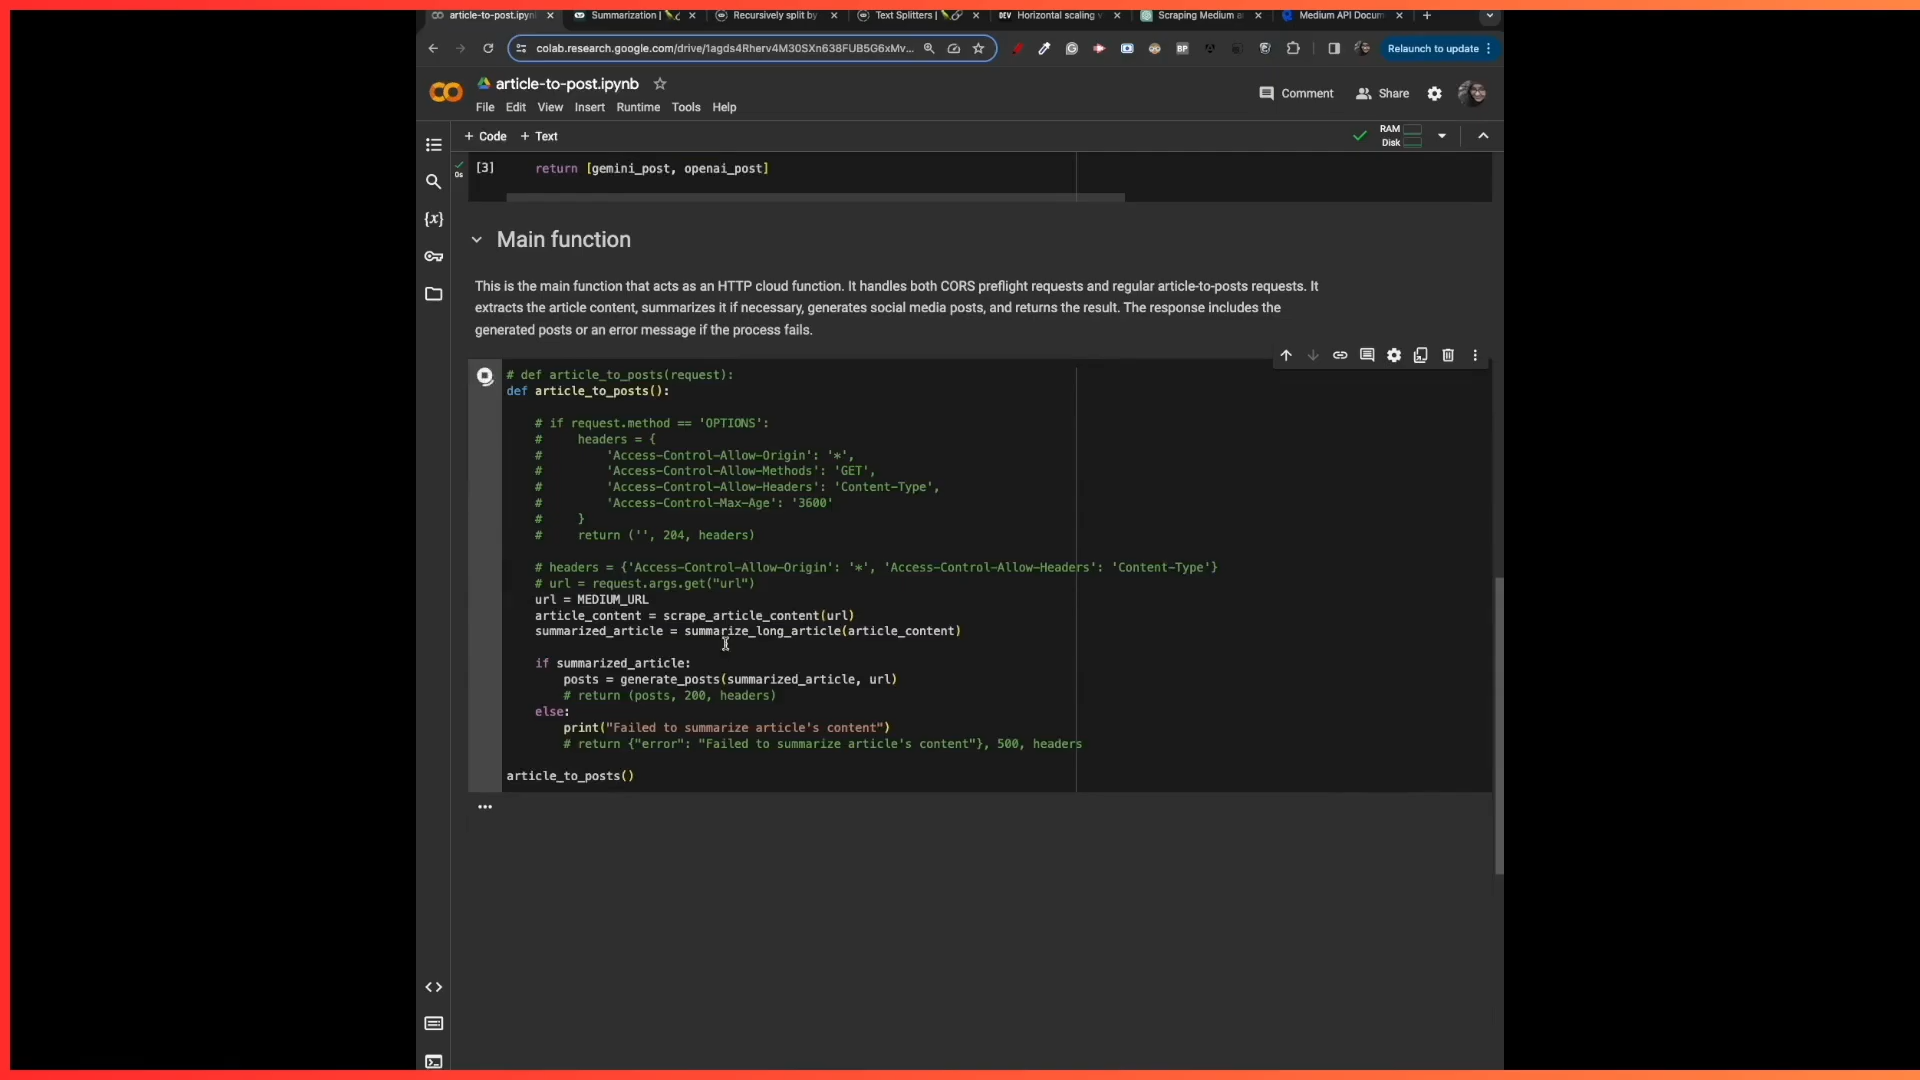 article-to-post.ipynb
Summarization |
Recursively split by
Text Splitters |
DEV Horizontal scaling
Scraping Medium a
Medium API Docum
colab.research.google.com/drive/1agds4Rherv4M30SXn638FUB5G6xMv...
BP
Relaunch to update
CO
article-to-post.ipynb
Comment
Share
File Edit View Insert Runtime Tools Help
+ Code + Text
RAM
Disk
0s
[3] return [gemini_post, openai_post]
{x}
Main function
This is the main function that acts as an HTTP cloud function. It handles both CORS preflight requests and regular article-to-posts requests. It
extracts the article content, summarizes it if necessary, generates social media posts, and returns the result. The response includes the
generated posts or an error message if the process fails.
# def article_to_posts(request):
def article_to_posts():
# if request.method == 'OPTIONS':
#     headers = {
#         'Access-Control-Allow-Origin': '*',
#         'Access-Control-Allow-Methods': 'GET',
#         'Access-Control-Allow-Headers': 'Content-Type',
#         'Access-Control-Max-Age': '3600'
#     }
#     return ('', 204, headers)
# headers = {'Access-Control-Allow-Origin': '*', 'Access-Control-Allow-Headers': 'Content-Type'}
# url = request.args.get("url")
url = MEDIUM_URL
article_content = scrape_article_content(url)
summarized_article = summarize_long_article(article_content)
if summarized_article:
posts = generate_posts(summarized_article, url)
# return (posts, 200, headers)
else:
print("Failed to summarize article's content")
# return {"error": "Failed to summarize article's content"}, 500, headers
article_to_posts()
...